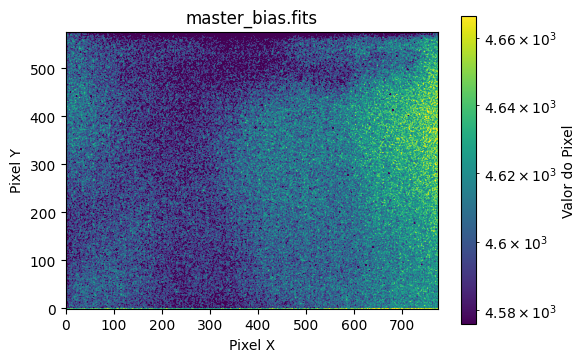 master_bias.fits
500
400
300
200
100
0
Pixel Y
0 100 200 300 400 500 600 700
Pixel X
4.66 × 10³
4.64 × 10³
4.62 × 10³
4.6 × 10³
4.58 × 10³
Valor do Pixel